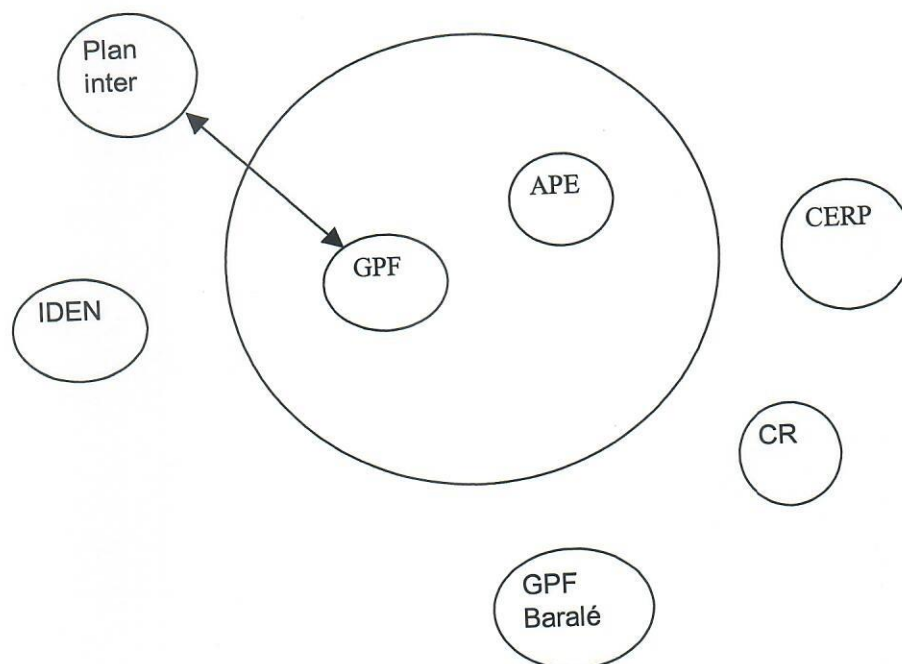 Plan
inter
APE
CERP
GPF
IDEN
CR
GPF
Baralé